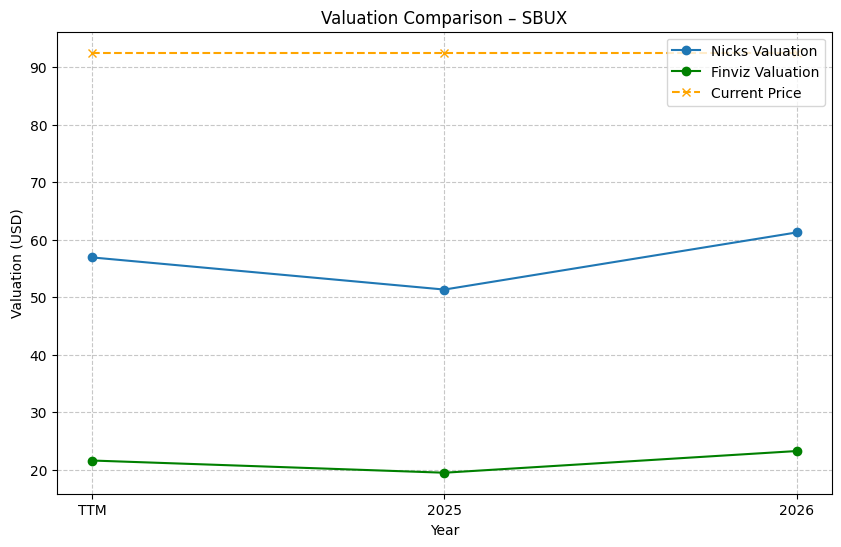 Valuation Comparison – SBUX
Nicks Valuation
Finviz Valuation
Current Price
Valuation (USD)
90
80
70
60
50
40
30
20
TTM
2025
2026
Year